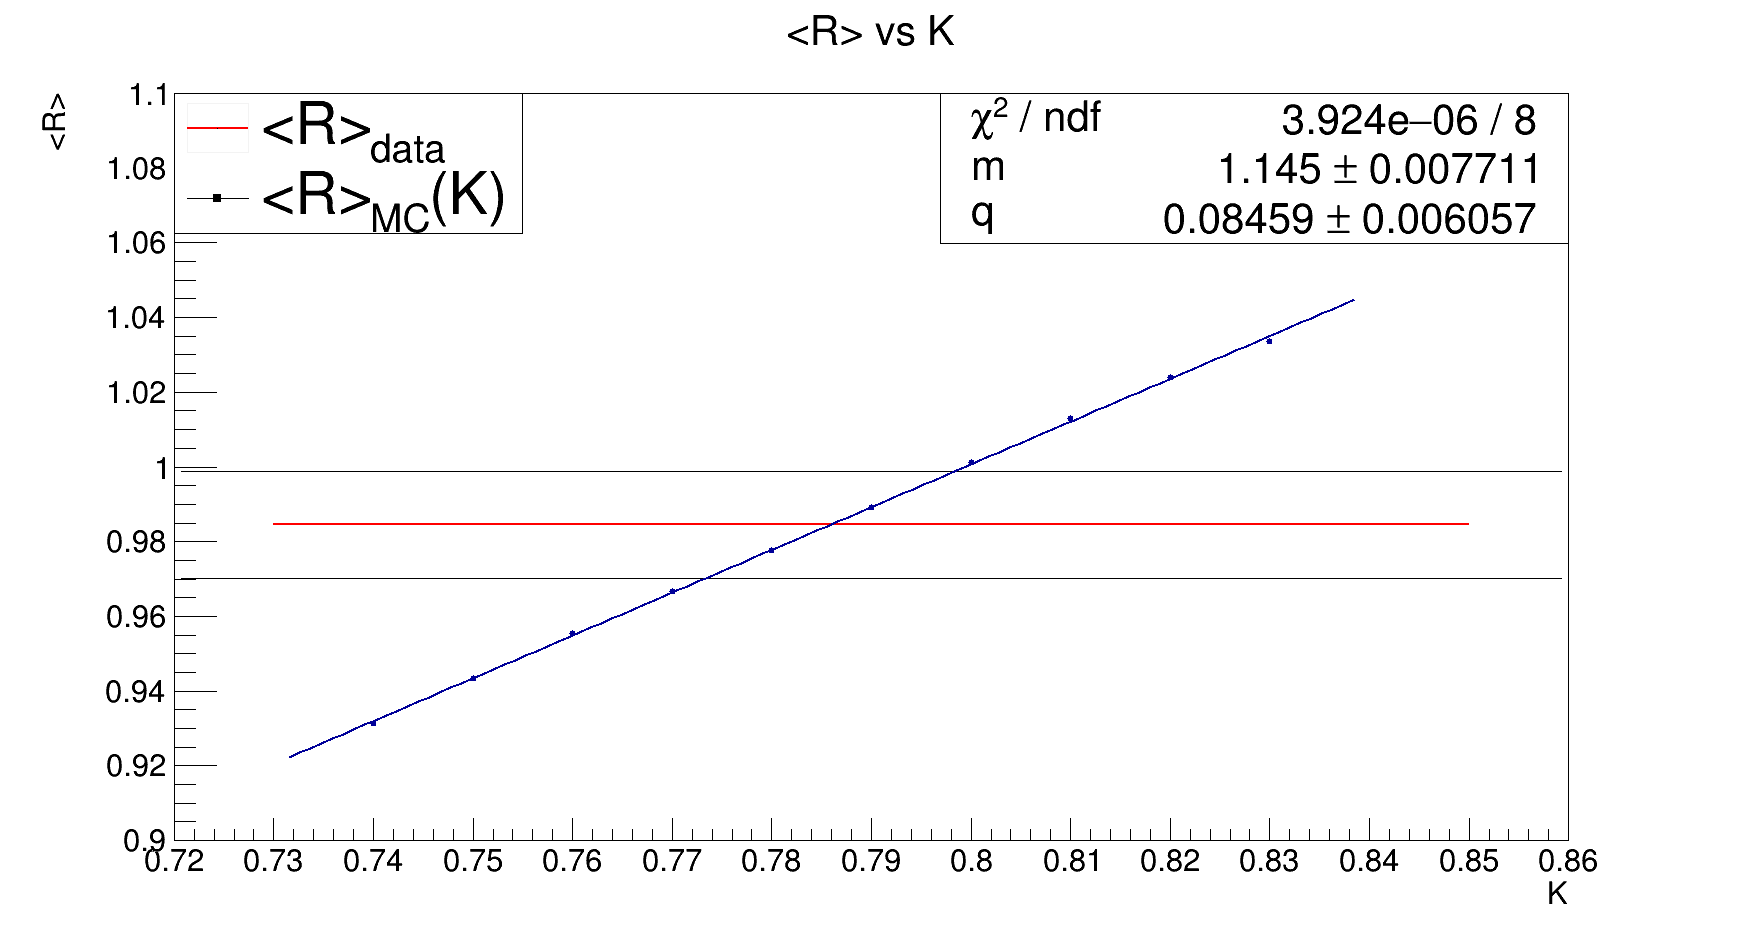 <R> vs K
<R>
<R>data
<R>MC(K)
χ2 / ndf 3.924e−06 / 8
m 1.145 ± 0.007711
q 0.08459 ± 0.006057
1.1
1.08
1.06
1.04
1.02
1
0.98
0.96
0.94
0.92
0.9
0.72 0.73 0.74 0.75 0.76 0.77 0.78 0.79 0.8 0.81 0.82 0.83 0.84 0.85 0.86
K